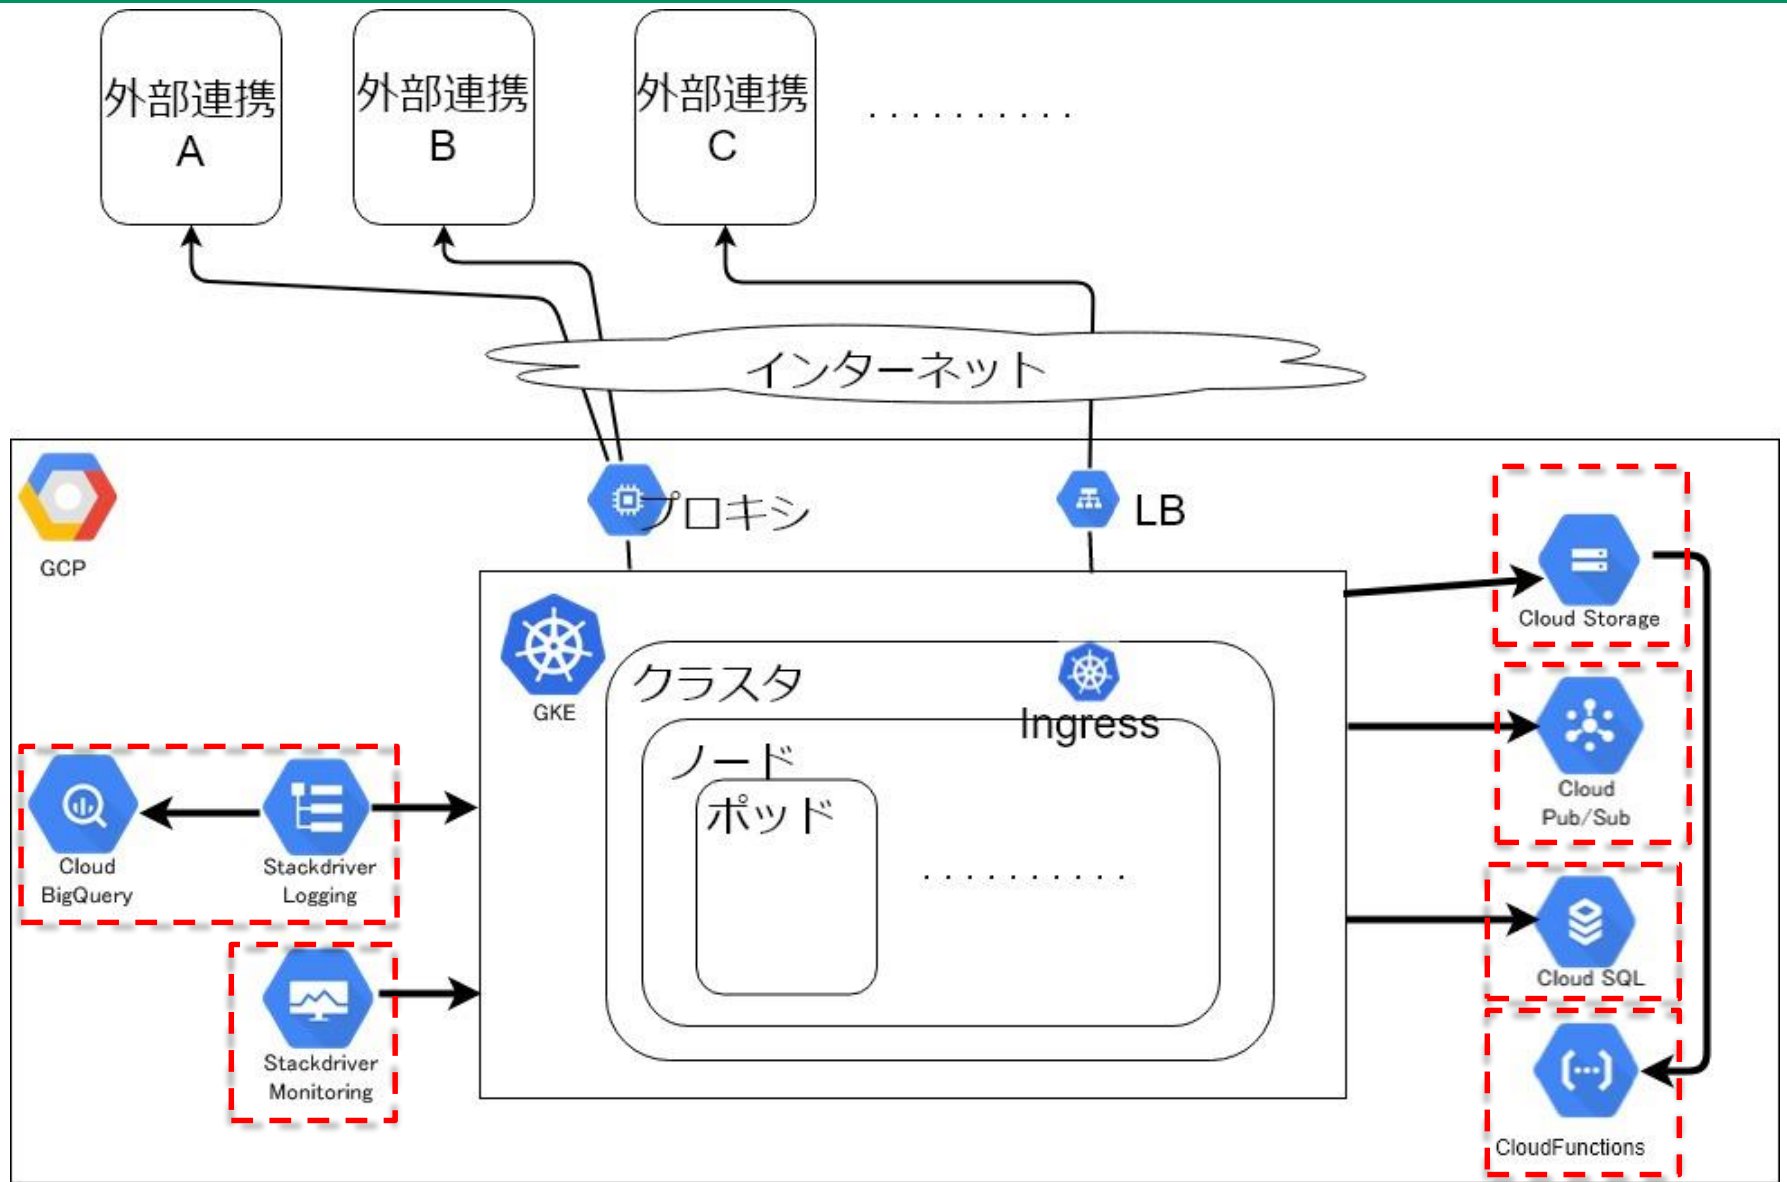 外部連携
A
外部連携
B
外部連携
C
..........
インターネット
GCP
プロキシ
LB
GKE
クラスタ
Ingress
ノード
ポッド
..........
Cloud
BigQuery
Stackdriver
Logging
Stackdriver
Monitoring
Cloud Storage
Cloud
Pub/Sub
Cloud SQL
CloudFunctions